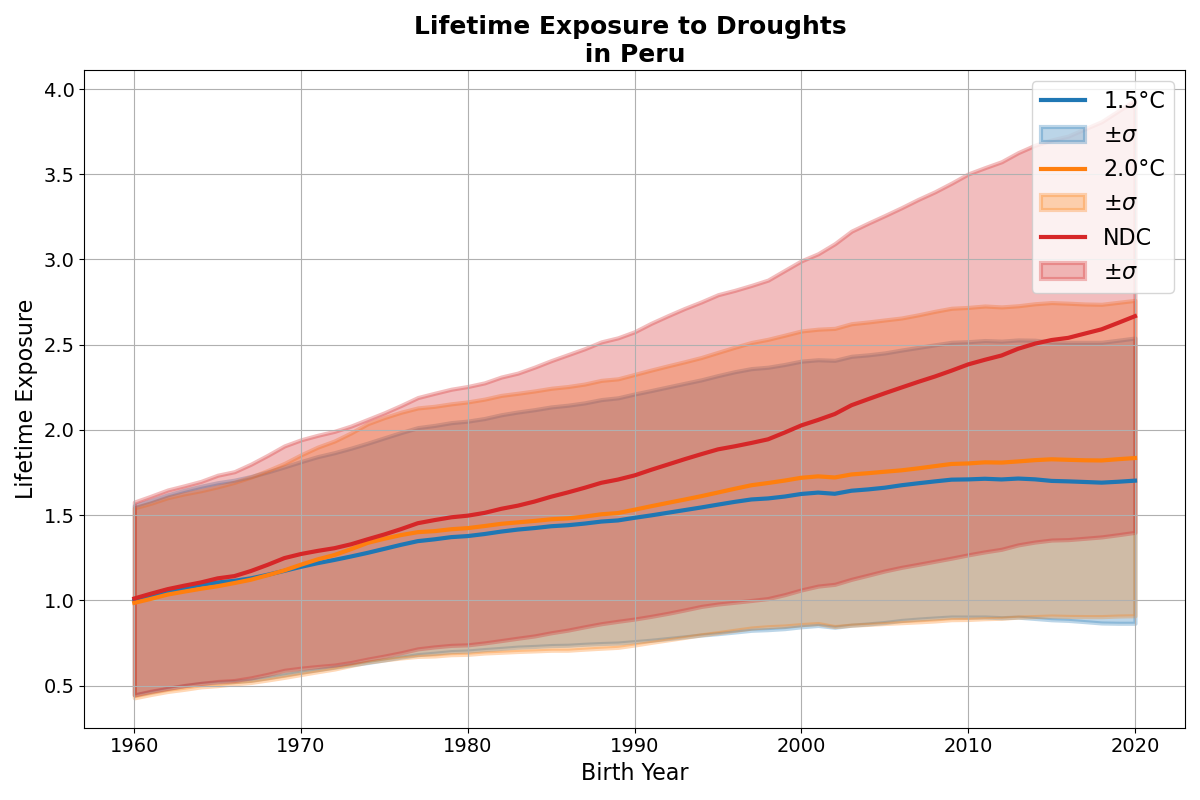 Lifetime Exposure to Droughts
in Peru
4.0
3.5
3.0
2.5
2.0
1.5
1.0
0.5
Lifetime Exposure
1960
1970
1980
1990
2000
2010
2020
Birth Year
1.5°C
±σ
2.0°C
±σ
NDC
±σ